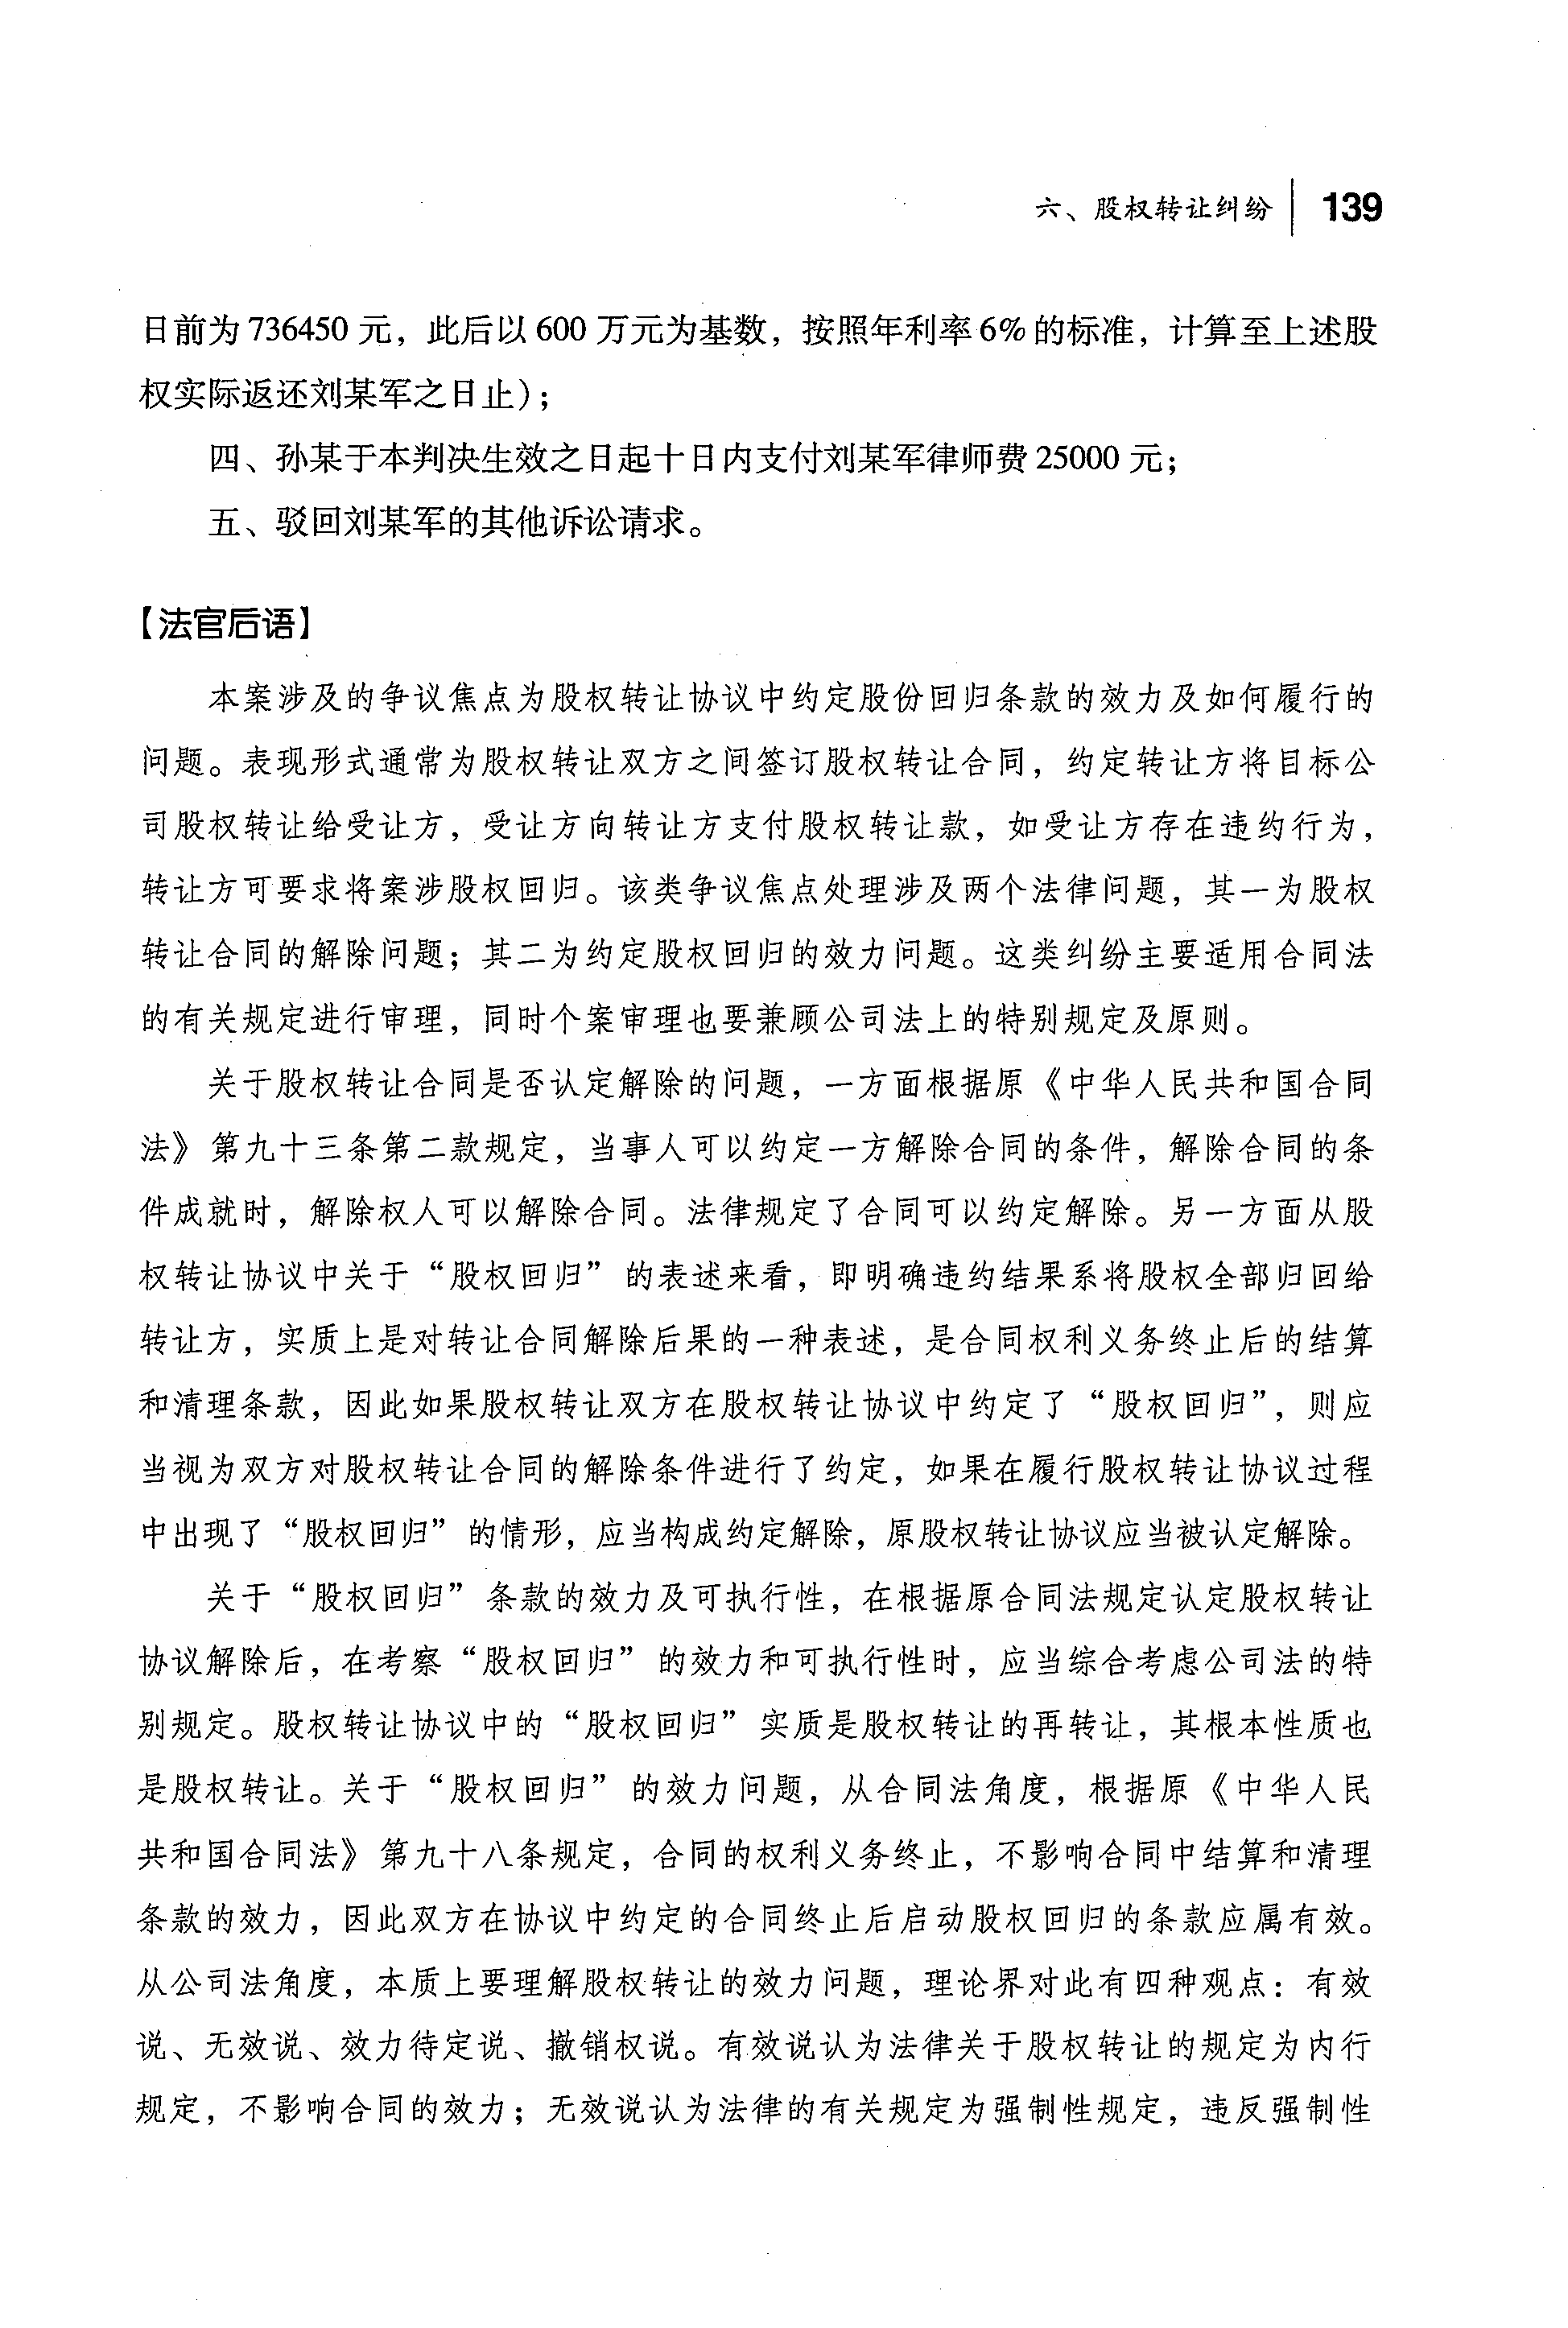 六、股权转让纠纷 139
日前为 736450 元，此后以 600 万元为基数，按照年利率 6% 的标准，计算至上述股
权实际返还刘某军之日止）；
四、孙某于本判决生效之日起十日内支付刘某军律师费 25000 元；
五、驳回刘某军的其他诉讼请求。
【法官后语】
本案涉及的争议焦点为股权转让协议中约定股份回归条款的效力及如何履行的
问题。表现形式通常为股权转让双方之间签订股权转让合同，约定转让方将目标公
司股权转让给受让方，受让方向转让方支付股权转让款，如受让方存在违约行为，
转让方可要求将案涉股权回归。该类争议焦点处理涉及两个法律问题，其一为股权
转让合同的解除问题；其二为约定股权回归的效力问题。这类纠纷主要适用合同法
的有关规定进行审理，同时个案审理也要兼顾公司法上的特别规定及原则。
关于股权转让合同是否认定解除的问题，一方面根据原《中华人民共和国合同
法》第九十三条第二款规定，当事人可以约定一方解除合同的条件，解除合同的条
件成就时，解除权人可以解除合同。法律规定了合同可以约定解除。另一方面从股
权转让协议中关于“股权回归”的表述来看，即明确违约结果系将股权全部归回给
转让方，实质上是对转让合同解除后果的一种表述，是合同权利义务终止后的结算
和清理条款，因此如果股权转让双方在股权转让协议中约定了“股权回归”，则应
当视为双方对股权转让合同的解除条件进行了约定，如果在履行股权转让协议过程
中出现了“股权回归”的情形，应当构成约定解除，原股权转让协议应当被认定解除。
关于“股权回归”条款的效力及可执行性，在根据原合同法规定认定股权转让
协议解除后，在考察“股权回归”的效力和可执行性时，应当综合考虑公司法的特
别规定。股权转让协议中的“股权回归”实质是股权转让的再转让，其根本性质也
是股权转让。关于“股权回归”的效力问题，从合同法角度，根据原《中华人民
共和国合同法》第九十八条规定，合同的权利义务终止，不影响合同中结算和清理
条款的效力，因此双方在协议中约定的合同终止后启动股权回归的条款应属有效。
从公司法角度，本质上要理解股权转让的效力问题，理论界对此有四种观点：有效
说、无效说、效力待定说、撤销权说。有效说认为法律关于股权转让的规定为内行
规定，不影响合同的效力；无效说认为法律的有关规定为强制性规定，违反强制性